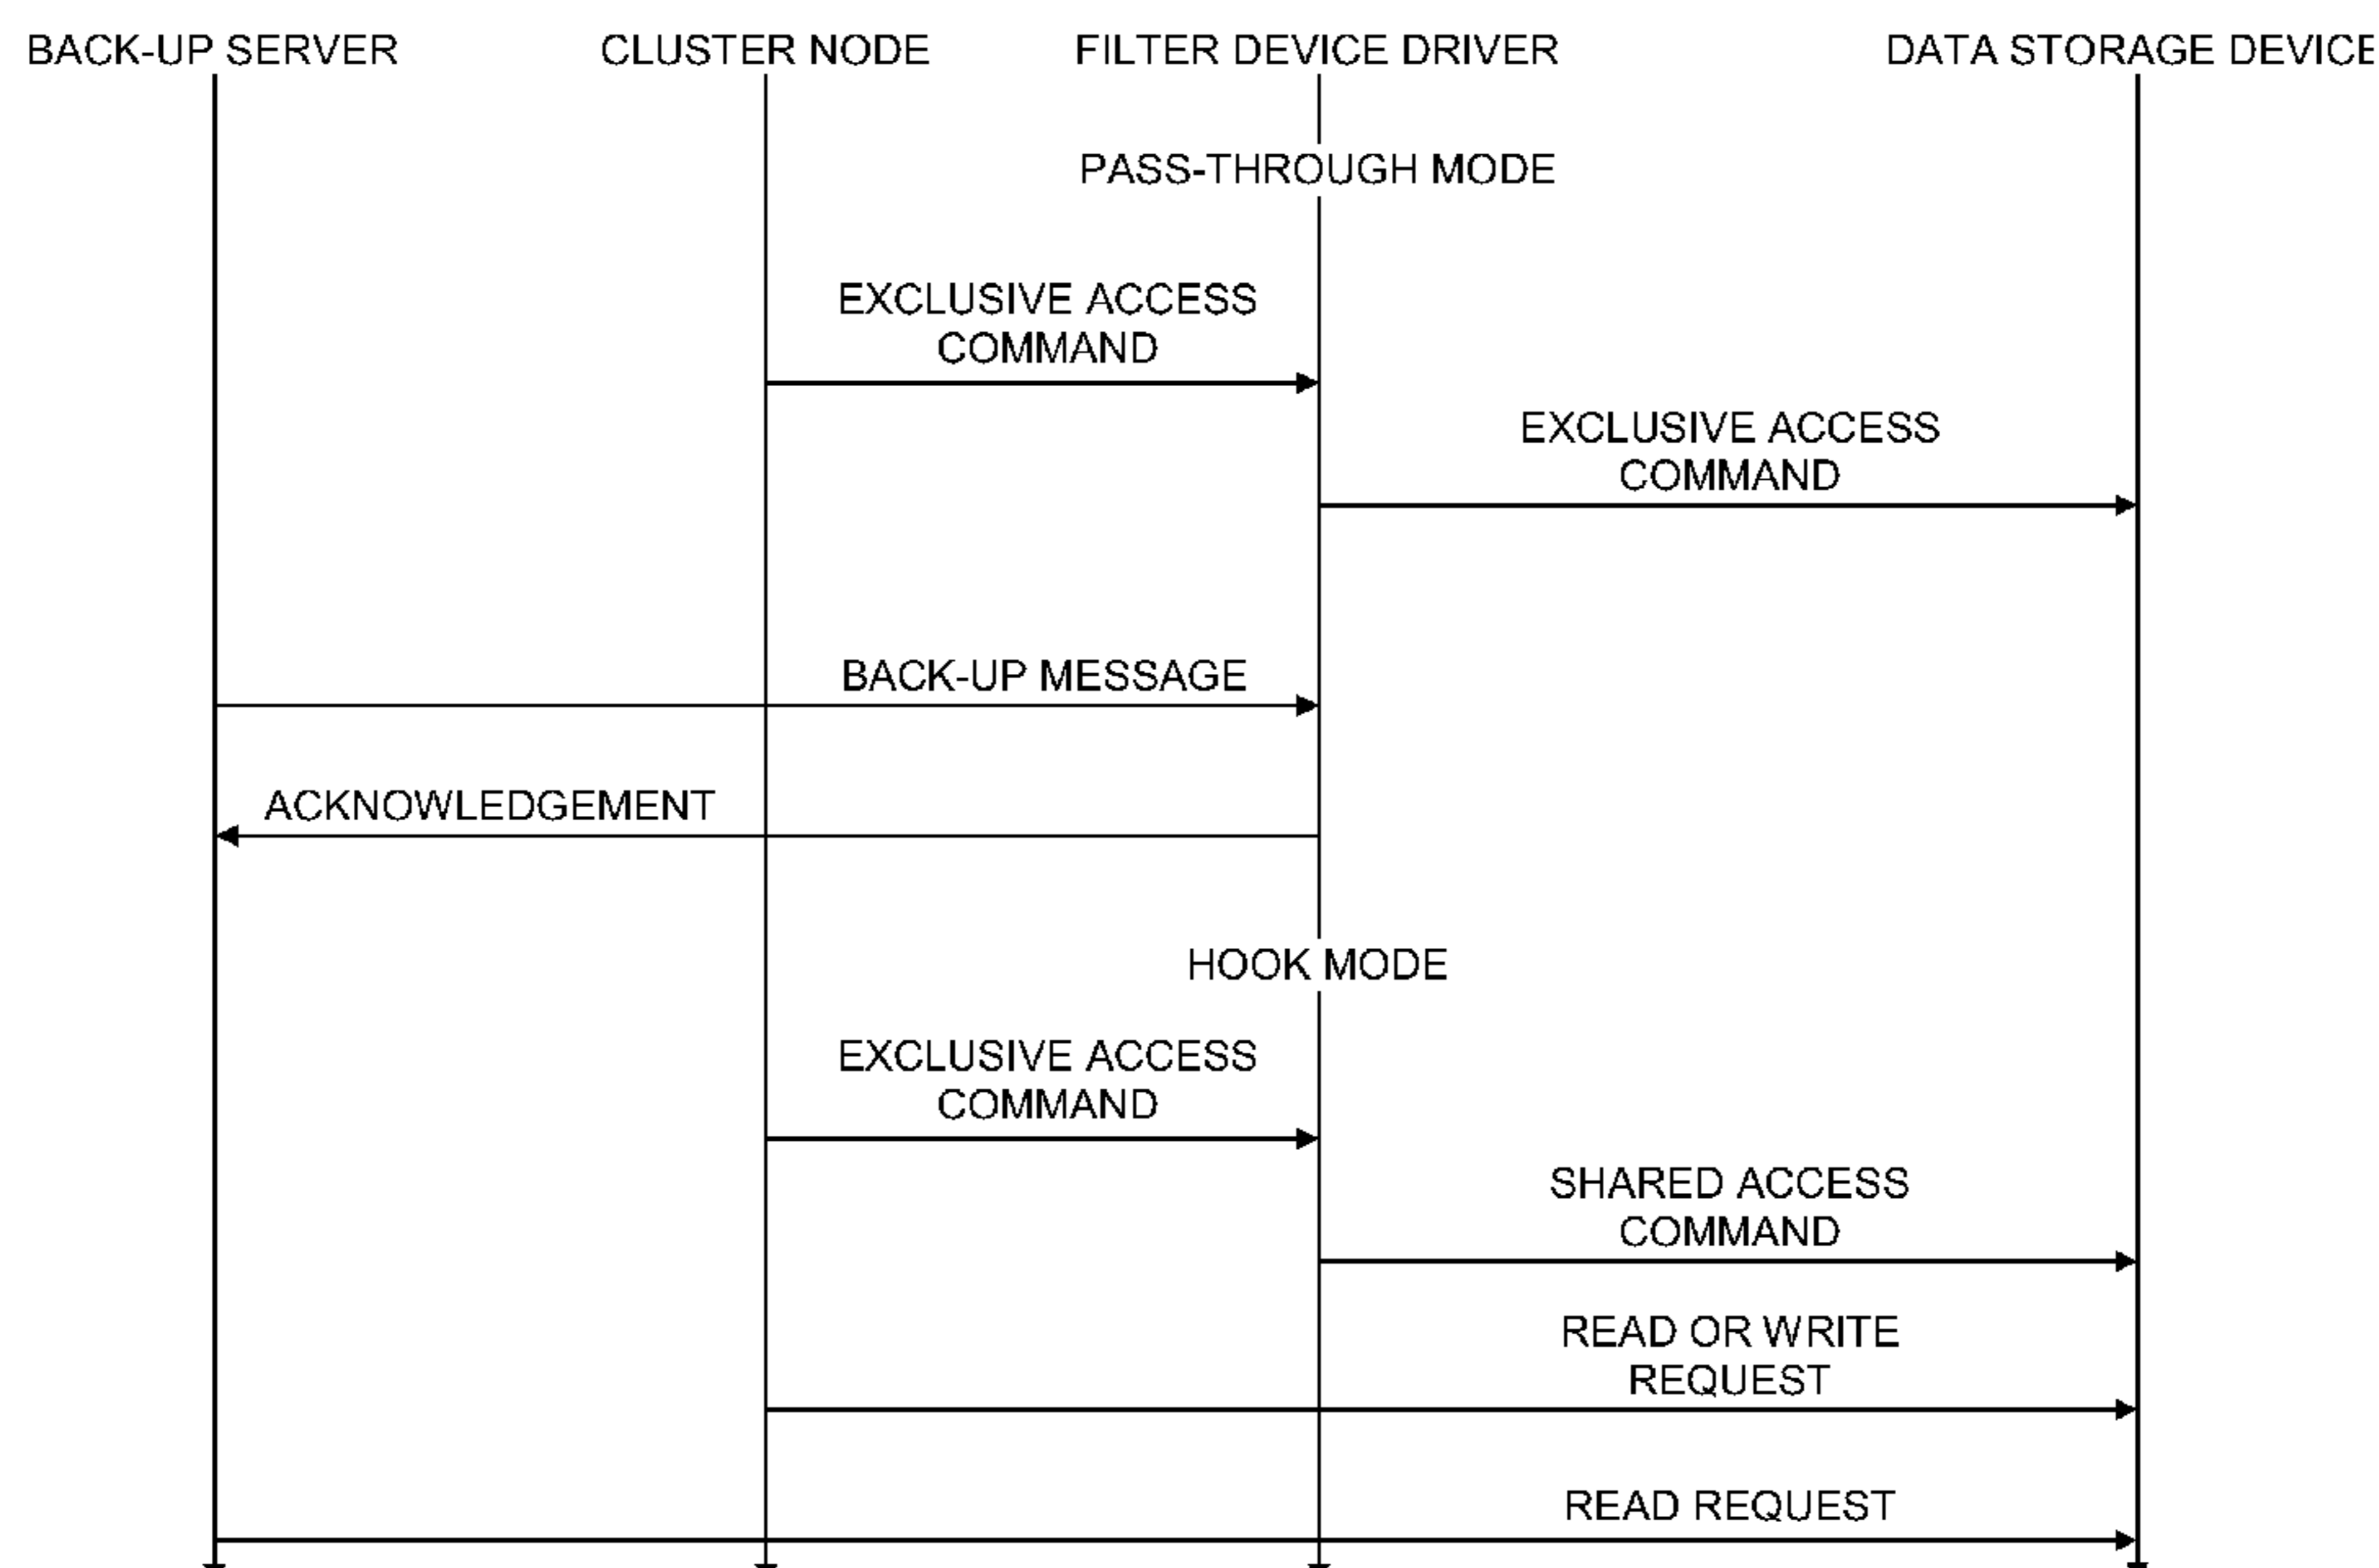 BACK-UP SERVER
CLUSTER NODE
FILTER DEVICE DRIVER
DATA STORAGE DEVICE
PASS-THROUGH MODE
EXCLUSIVE ACCESS
COMMAND
EXCLUSIVE ACCESS
COMMAND
BACK-UP MESSAGE
ACKNOWLEDGEMENT
HOOK MODE
EXCLUSIVE ACCESS
COMMAND
SHARED ACCESS
COMMAND
READ OR WRITE
REQUEST
READ REQUEST